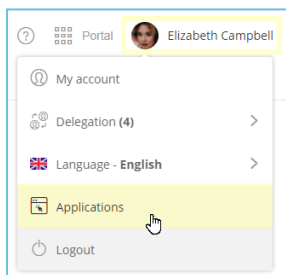 Portal Elizabeth Campbell
My account
Delegation (4)
Language - English
Applications
Logout